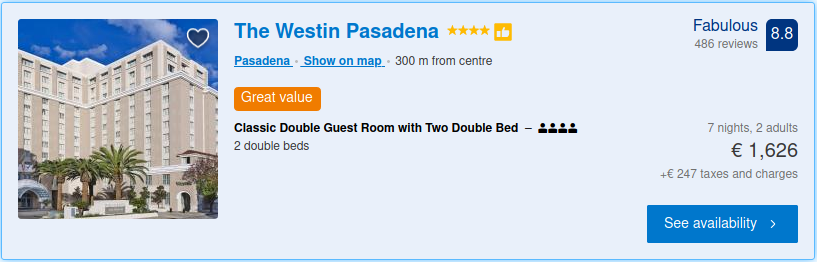 The Westin Pasadena
Pasadena • Show on map • 300 m from centre
Great value
Classic Double Guest Room with Two Double Bed –
2 double beds
Fabulous
486 reviews
8.8
7 nights, 2 adults
€ 1,626
+€ 247 taxes and charges
See availability